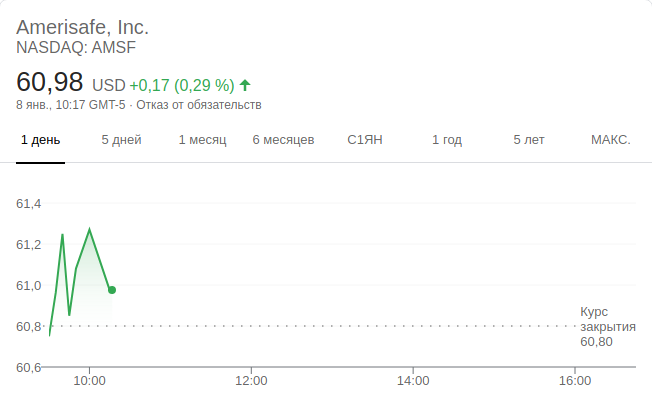 Amerisafe, Inc.
NASDAQ: AMSF
60,98 USD +0,17 (0,29 %)
8 янв., 10:17 GMT-5 · Отказ от обязательств
1 день 5 дней 1 месяц 6 месяцев С1ЯН 1 год 5 лет МАКС.
61,4
61,2
61,0
Курс
60,8 закрытия
60,80
60,6
10:00 12:00 14:00 16:00